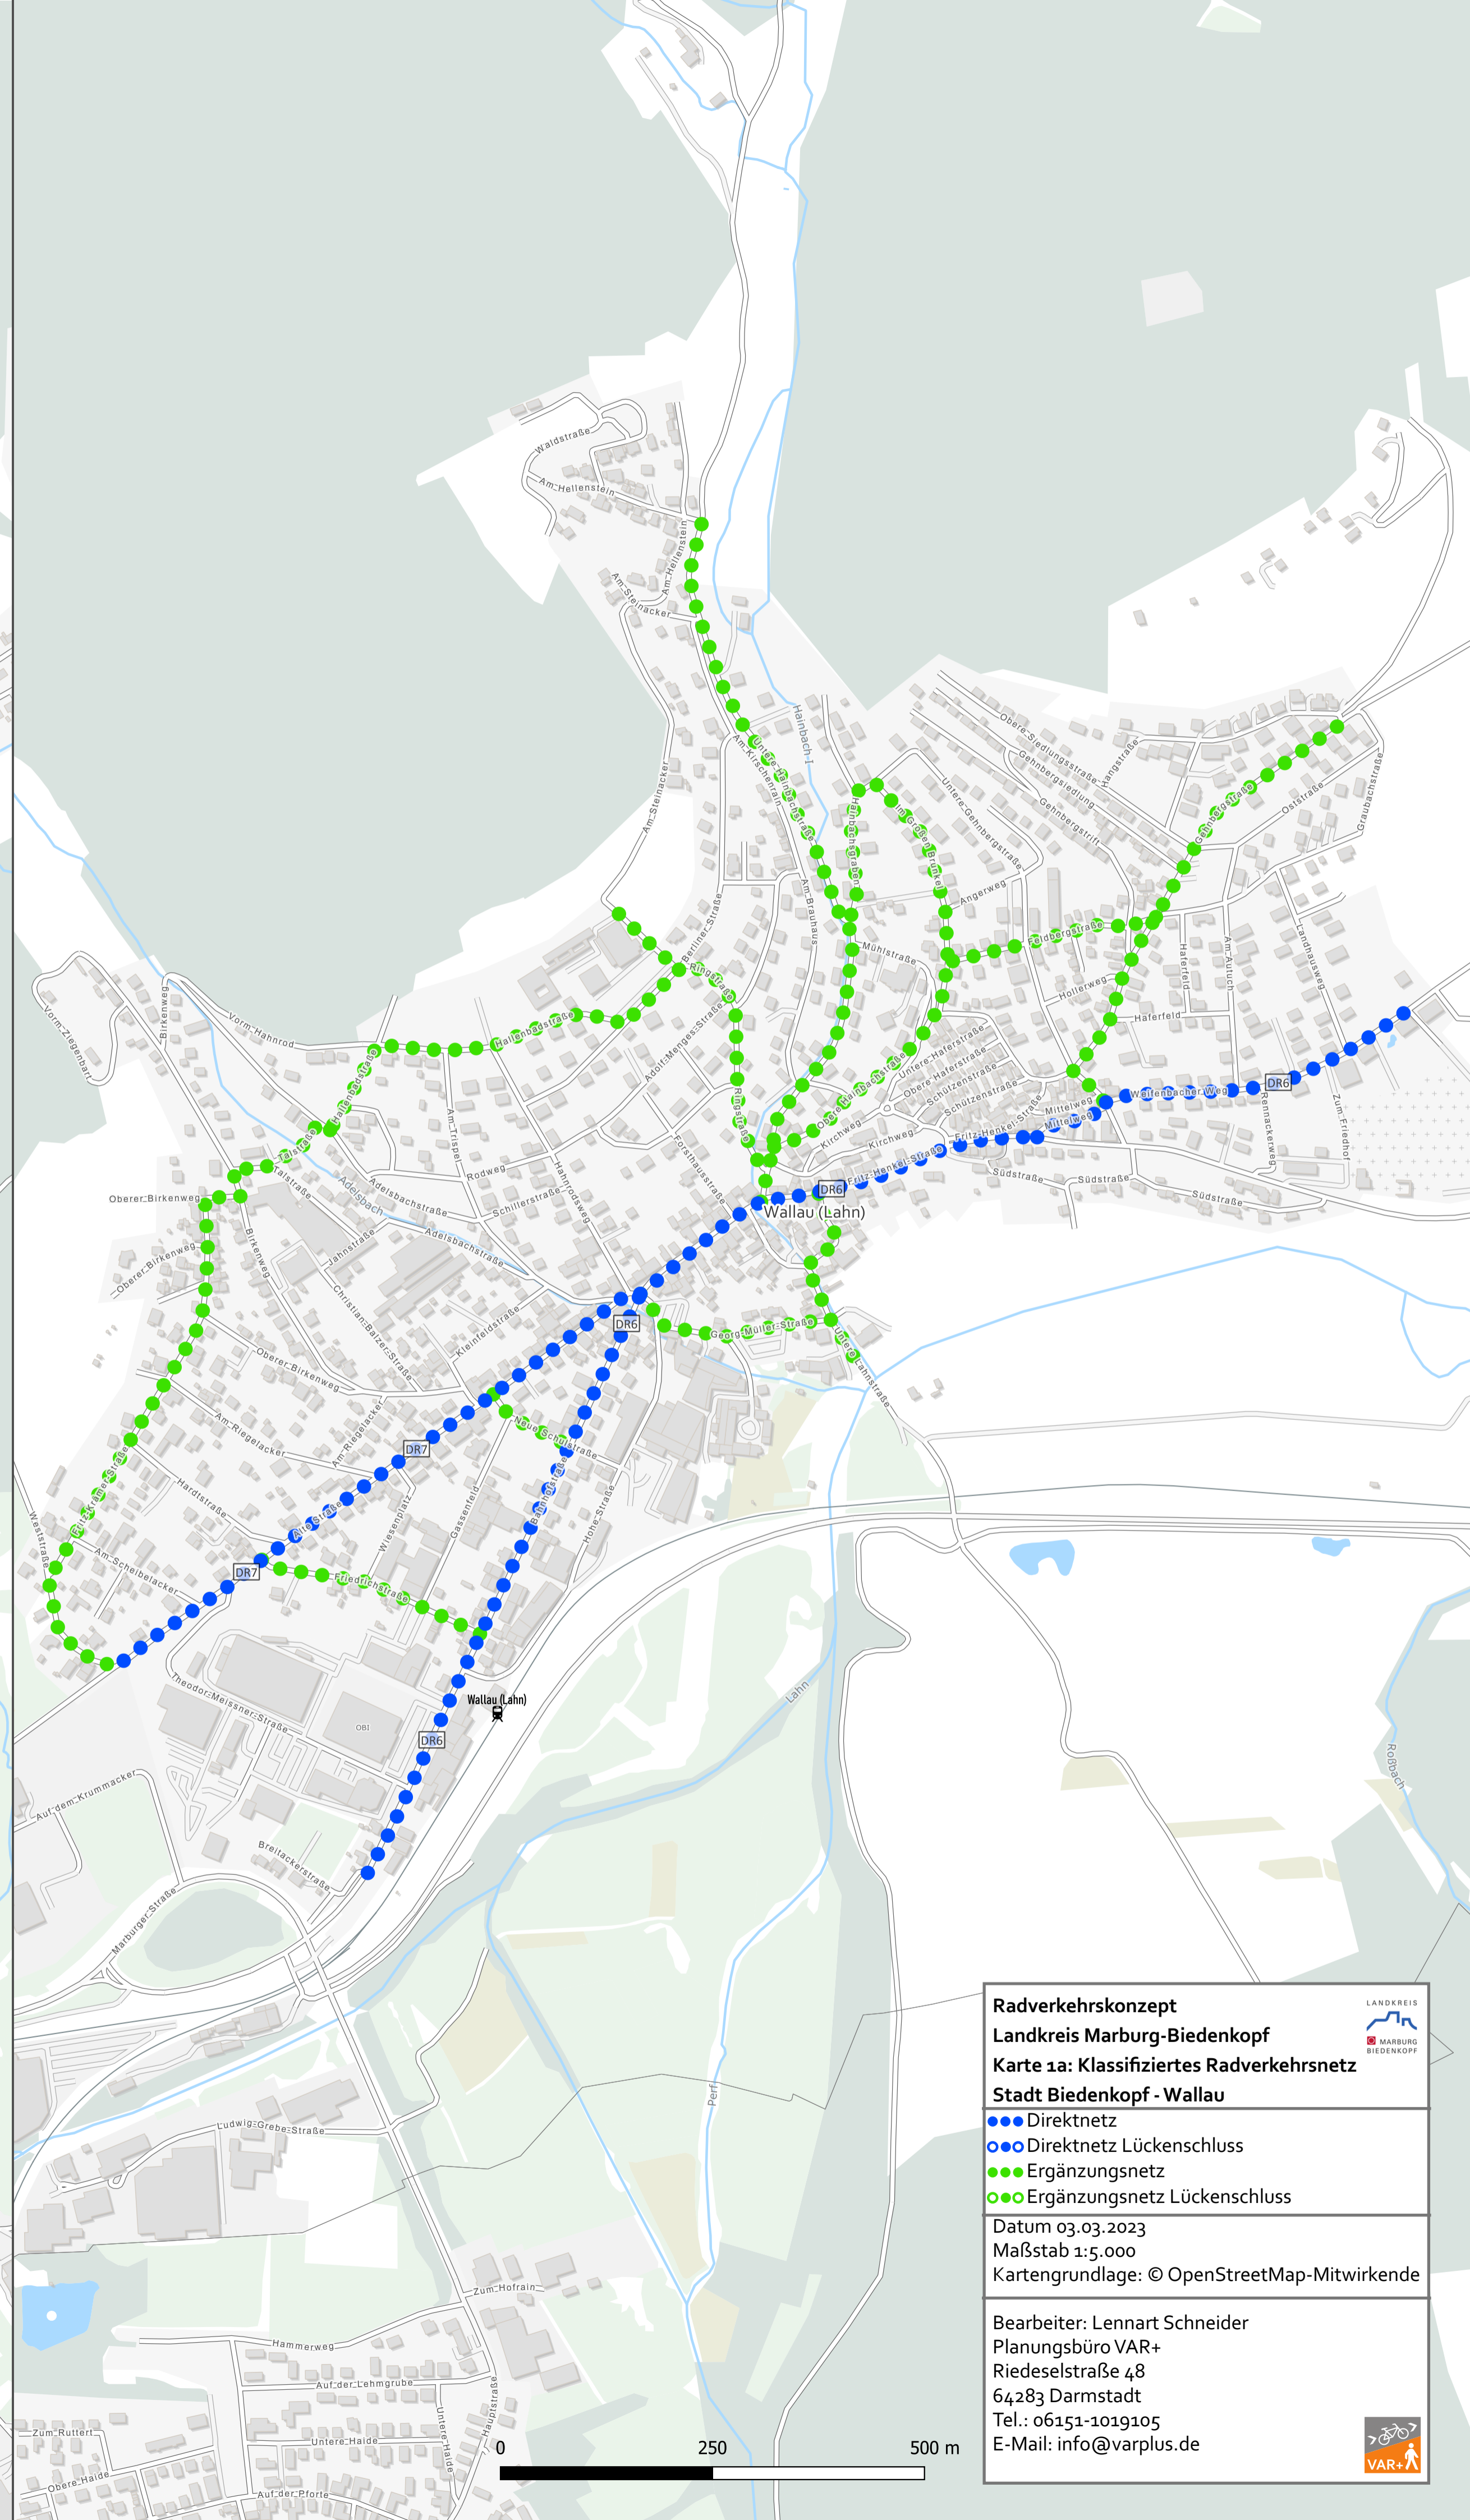 Waldstraße
Am Hellenstein
Am Hellenstein
Am Steinacker
Hainbach I
Obere Siedlungsstraße
Gehnbergsiedlung
Hangstraße
Am Kirschenrain
Untere Hainbachstraße
Am Steinacker
Hainbachsgraben
Im Großen Brünkel
Untere Gehnbergstraße
Gehnbergstrift
Gehnbergstraße
Oststraße
Graubachstraße
Am Brauhaus
Angerweg
Berliner Straße
Mühlstraße
Feldbergstraße
Haferfeld
Am Autuch
Landhausweg
Ringstraße
Hollerweg
Vorm Ziegenbart
Birkenweg
Vorm Hahnrod
Hallenbadstraße
Haferfeld
Adolf-Menges-Straße
Untere Haferstraße
Obere Haferstraße
Hallenbadstraße
Obere Hainbachstraße
Schützenstraße
Schützenstraße
Weifenbacher Weg
DR6
Ringstraße
Mittelweg
Mittelweg
Am Trispel
Talstraße
Forsthausstraße
Kirchweg
Kirchweg
Fritz-Henkel-Straße
Rennackerweg
Zum Friedhof
Talstraße
Rodweg
Hahnrodsweg
Fritz-Henkel-Straße
Südstraße
Südstraße
Südstraße
Oberer Birkenweg
Adelsbach
Adelsbachstraße
Schillerstraße
DR6
Wallau (Lahn)
Birkenweg
Jahnstraße
Adelsbachstraße
Oberer Birkenweg
Christian-Balzer-Straße
Kleinfeldstraße
DR6
Georg-Müller-Straße
Untere Lahnstraße
Oberer Birkenweg
Am Riegelacker
Am Riegelacker
Neue Schulstraße
DR7
Fritz-Krämer-Straße
Hardtstraße
Bahnhofstraße
Weststraße
Alte Straße
Wiesenplatz
Gassenfeld
Hohe Straße
Am Scheibelacker
DR7
Friedrichstraße
Theodor-Meissner-Straße
Wallau (Lahn)
Lahn
OBI
DR6
Roßbach
Auf dem Krummacker
Breitackerstraße
Marburger Straße
Perf
Ludwig-Grebe-Straße
Zum Hofrain
Hammerweg
Auf der Lehmgrube
Hauptstraße
Zum Ruttert
Untere Haide
Untere Haide
Obere Haide
Auf der Pforte
0 250 500 m
Radverkehrskonzept
Landkreis Marburg-Biedenkopf
Karte 1a: Klassifiziertes Radverkehrsnetz
Stadt Biedenkopf - Wallau
LANDKREIS
MARBURG
BIEDENKOPF
Direktnetz
Direktnetz Lückenschluss
Ergänzungsnetz
Ergänzungsnetz Lückenschluss
Datum 03.03.2023
Maßstab 1:5.000
Kartengrundlage: © OpenStreetMap-Mitwirkende
Bearbeiter: Lennart Schneider
Planungsbüro VAR+
Riedeselstraße 48
64283 Darmstadt
Tel.: 06151-1019105
E-Mail: info@varplus.de
VAR+